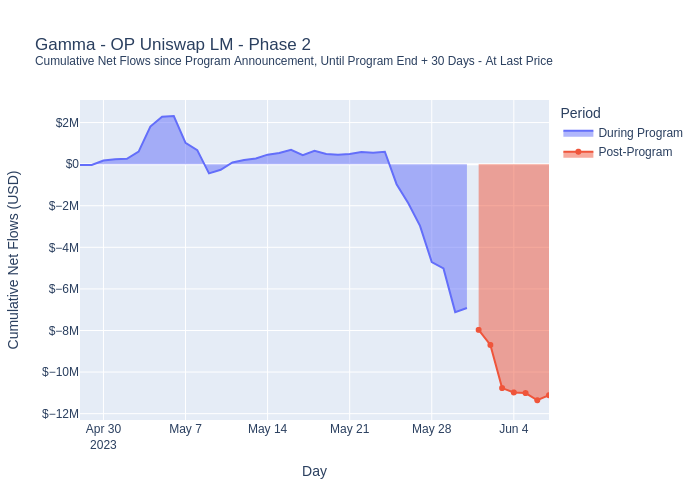 Gamma - OP Uniswap LM - Phase 2
Cumulative Net Flows since Program Announcement, Until Program End + 30 Days - At Last Price
Period
During Program
Post-Program
Cumulative Net Flows (USD)
$2M
$0
$−2M
$−4M
$−6M
$−8M
$−10M
$−12M
Apr 30
2023
May 7
May 14
May 21
May 28
Jun 4
Day